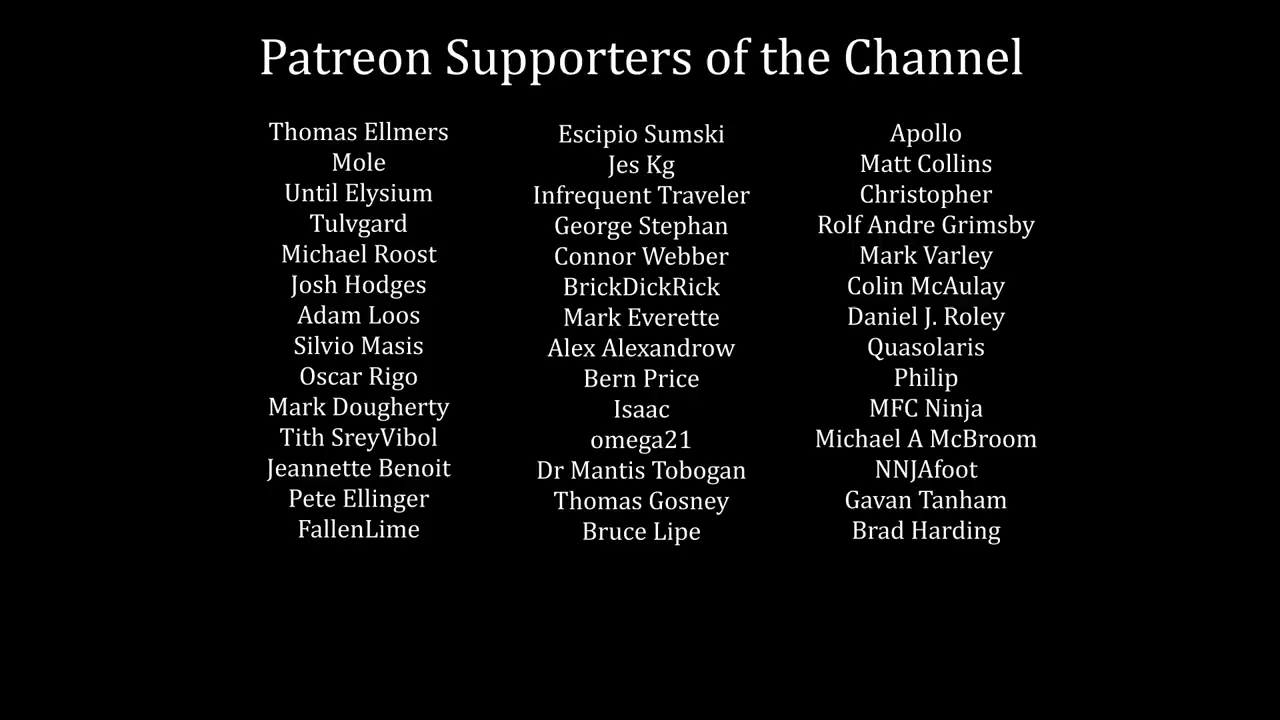 Patreon Supporters of the Channel
Thomas Ellmers
Mole
Until Elysium
Tulvgard
Michael Roost
Josh Hodges
Adam Loos
Silvio Masis
Oscar Rigo
Mark Dougherty
Tith SreyVibol
Jeannette Benoit
Pete Ellinger
FallenLime
Escipio Sumski
Jes Kg
Infrequent Traveler
George Stephan
Connor Webber
BrickDickRick
Mark Everette
Alex Alexandrow
Bern Price
Isaac
omega21
Dr Mantis Tobogan
Thomas Gosney
Bruce Lipe
Apollo
Matt Collins
Christopher
Rolf Andre Grimsby
Mark Varley
Colin McAulay
Daniel J. Roley
Quasolaris
Philip
MFC Ninja
Michael A McBroom
NNJAfoot
Gavan Tanham
Brad Harding